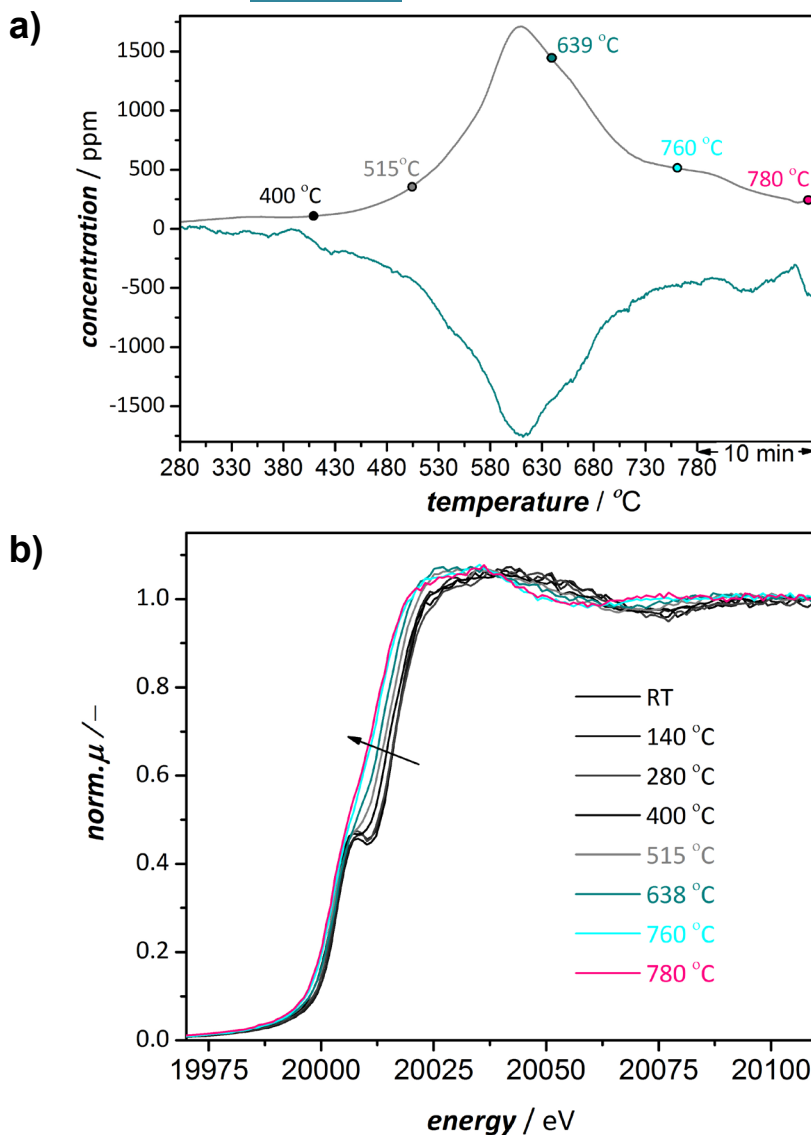 a)
1500
1000
500
0
-500
-1000
-1500
concentration / ppm
400 °C
515°C
639 °C
760 °C
780 °C
280 330 380 430 480 530 580 630 680 730 780
10 min
temperature / °C
b)
1.0
0.8
0.6
0.4
0.2
0.0
norm.μ /–
RT
140 °C
280 °C
400 °C
515 °C
638 °C
760 °C
780 °C
19975 20000 20025 20050 20075 20100
energy / eV